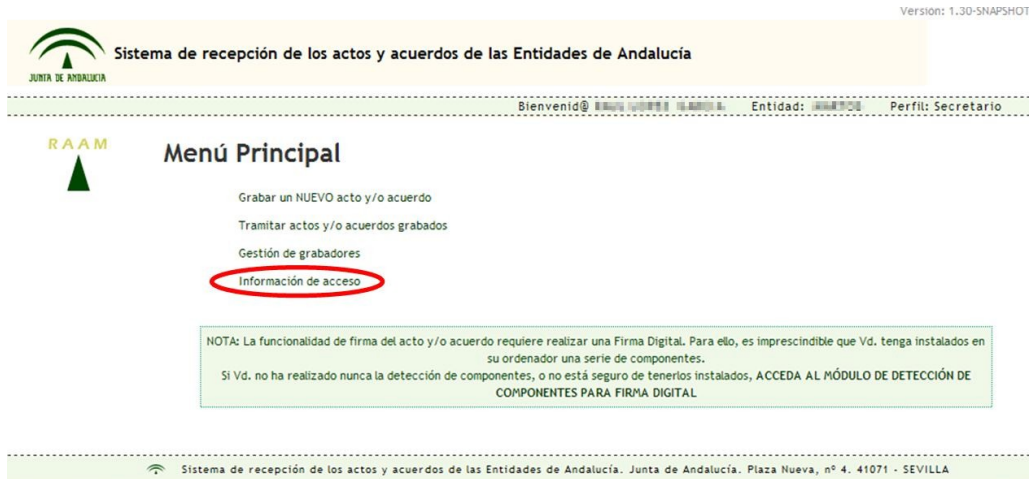 Versión: 1.30-SNAPSHOT
Sistema de recepción de los actos y acuerdos de las Entidades de Andalucía
JUNTA DE ANDALUCIA
Bienvenid@ Entidad: Perfil: Secretario
RAAM
Menú Principal
Grabar un NUEVO acto y/o acuerdo
Tramitar actos y/o acuerdos grabados
Gestión de grabadores
Información de acceso
NOTA: La funcionalidad de firma del acto y/o acuerdo requiere realizar una Firma Digital. Para ello, es imprescindible que Vd. tenga instalados en
su ordenador una serie de componentes.
Si Vd. no ha realizado nunca la detección de componentes, o no está seguro de tenerlos instalados, ACCEDA AL MÓDULO DE DETECCIÓN DE
COMPONENTES PARA FIRMA DIGITAL
Sistema de recepción de los actos y acuerdos de las Entidades de Andalucía. Junta de Andalucía. Plaza Nueva, nº 4. 41071 - SEVILLA